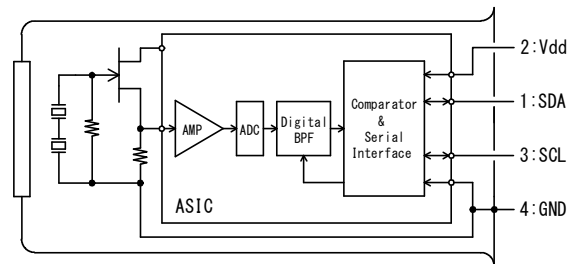 2:Vdd
1:SDA
3:SCL
4:GND
AMP
ADC
Digital
BPF
Comparator
&
Serial
Interface
ASIC